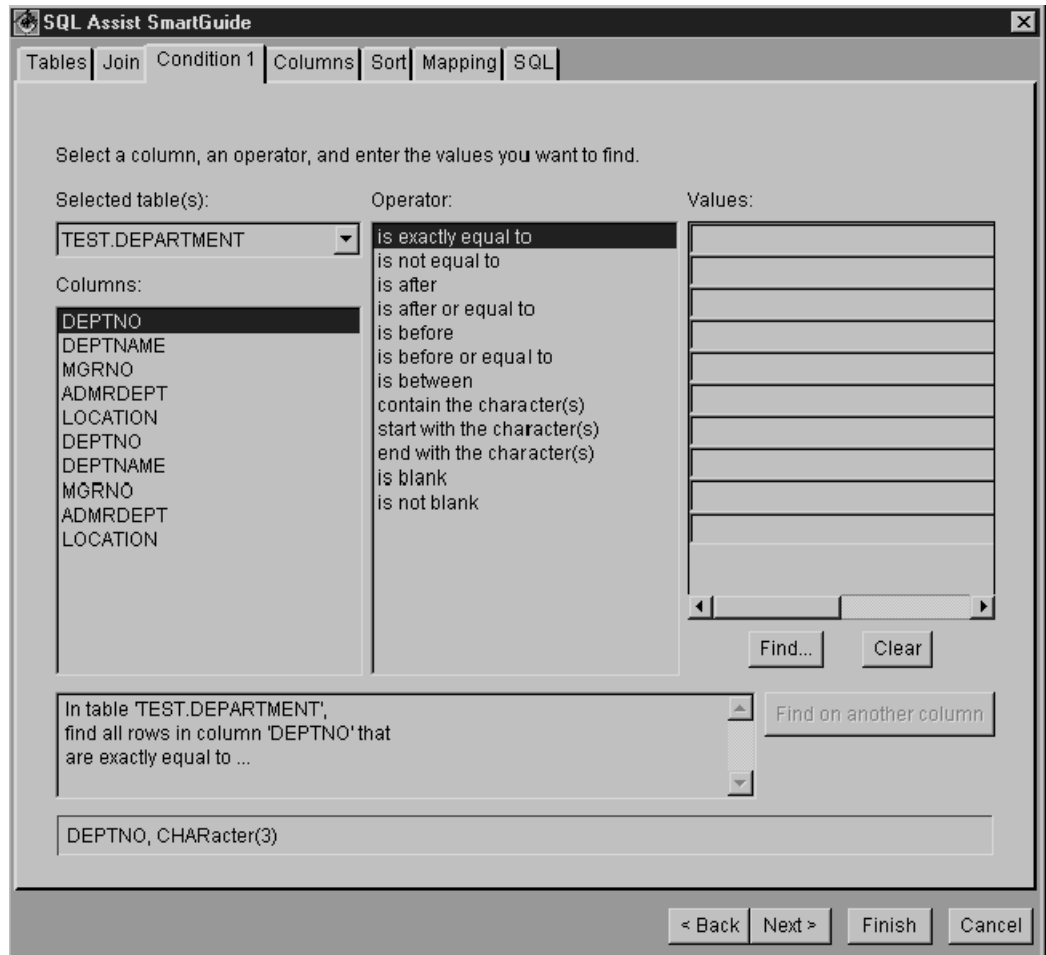 SQL Assist SmartGuide
Tables Join Condition 1 Columns Sort Mapping SQL
Select a column, an operator, and enter the values you want to find.
Selected table(s):
TEST.DEPARTMENT
Columns:
DEPTNO
DEPTNAME
MGRNO
ADMRDEPT
LOCATION
DEPTNO
DEPTNAME
MGRNO
ADMRDEPT
LOCATION
Operator:
is exactly equal to
is not equal to
is after
is after or equal to
is before
is before or equal to
is between
contain the character(s)
start with the character(s)
end with the character(s)
is blank
is not blank
Values:
Find... Clear
In table 'TEST.DEPARTMENT',
find all rows in column 'DEPTNO' that
are exactly equal to ...
Find on another column
DEPTNO, CHARacter(3)
< Back Next > Finish Cancel